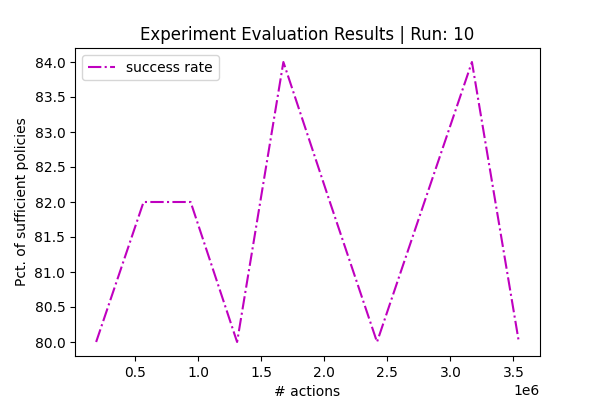 Experiment Evaluation Results | Run: 10
success rate
Pct. of sufficient policies
84.0
83.5
83.0
82.5
82.0
81.5
81.0
80.5
80.0
0.5 1.0 1.5 2.0 2.5 3.0 3.5
1e6
# actions